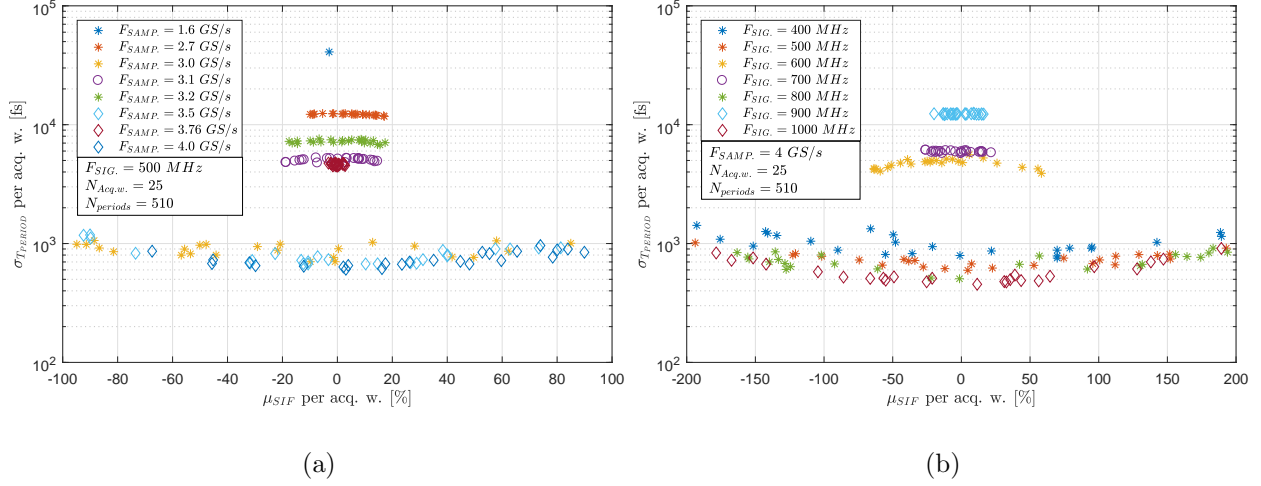 10^5
10^4
10^3
10^2
σ_{T_{PERIOD}} per acq. w. [fs]
F_{SAMP.} = 1.6 GS/s
F_{SAMP.} = 2.7 GS/s
F_{SAMP.} = 3.0 GS/s
F_{SAMP.} = 3.1 GS/s
F_{SAMP.} = 3.2 GS/s
F_{SAMP.} = 3.5 GS/s
F_{SAMP.} = 3.76 GS/s
F_{SAMP.} = 4.0 GS/s
F_{SIG.} = 500 MHz
N_{Acq.w.} = 25
N_{periods} = 510
-100 -80 -60 -40 -20 0 20 40 60 80 100
μ_{SIF} per acq. w. [%]
(a)
10^5
10^4
10^3
10^2
σ_{T_{PERIOD}} per acq. w. [fs]
F_{SIG.} = 400 MHz
F_{SIG.} = 500 MHz
F_{SIG.} = 600 MHz
F_{SIG.} = 700 MHz
F_{SIG.} = 800 MHz
F_{SIG.} = 900 MHz
F_{SIG.} = 1000 MHz
F_{SAMP.} = 4 GS/s
N_{Acq.w.} = 25
N_{periods} = 510
-200 -150 -100 -50 0 50 100 150 200
μ_{SIF} per acq. w. [%]
(b)